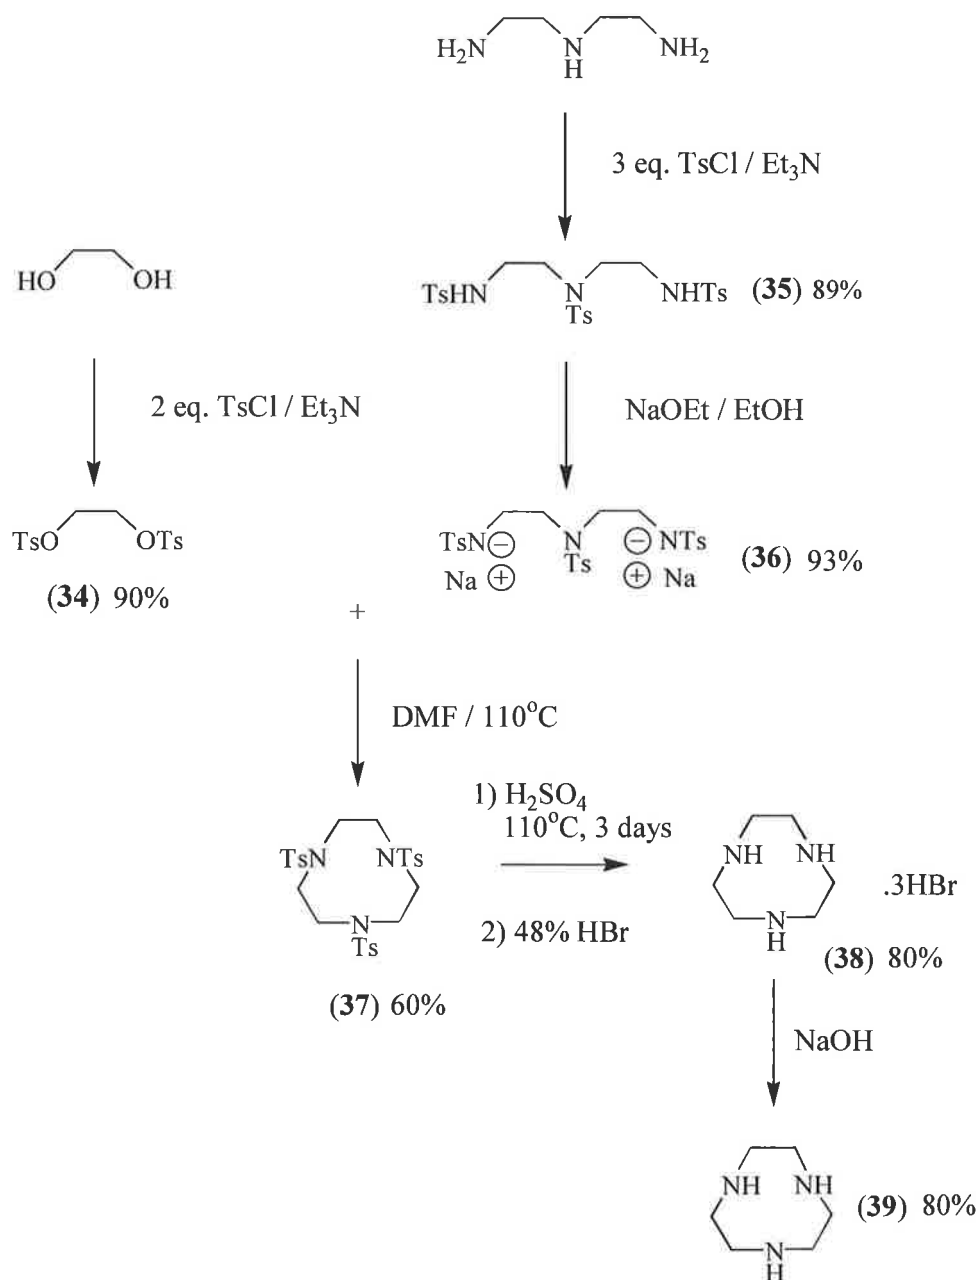 H2N
N
H
NH2
3 eq. TsCl / Et3N
HO
OH
TsHN
N
Ts
NHTs
(35) 89%
2 eq. TsCl / Et3N
NaOEt / EtOH
TsO
OTs
(34) 90%
TsN −
Na +
N
Ts
− NTs
+ Na
(36) 93%
+
DMF / 110°C
1) H2SO4
110°C, 3 days
2) 48% HBr
TsN
NTs
N
Ts
(37) 60%
NH
NH
N
H
.3HBr
(38) 80%
NaOH
NH
NH
N
H
(39) 80%